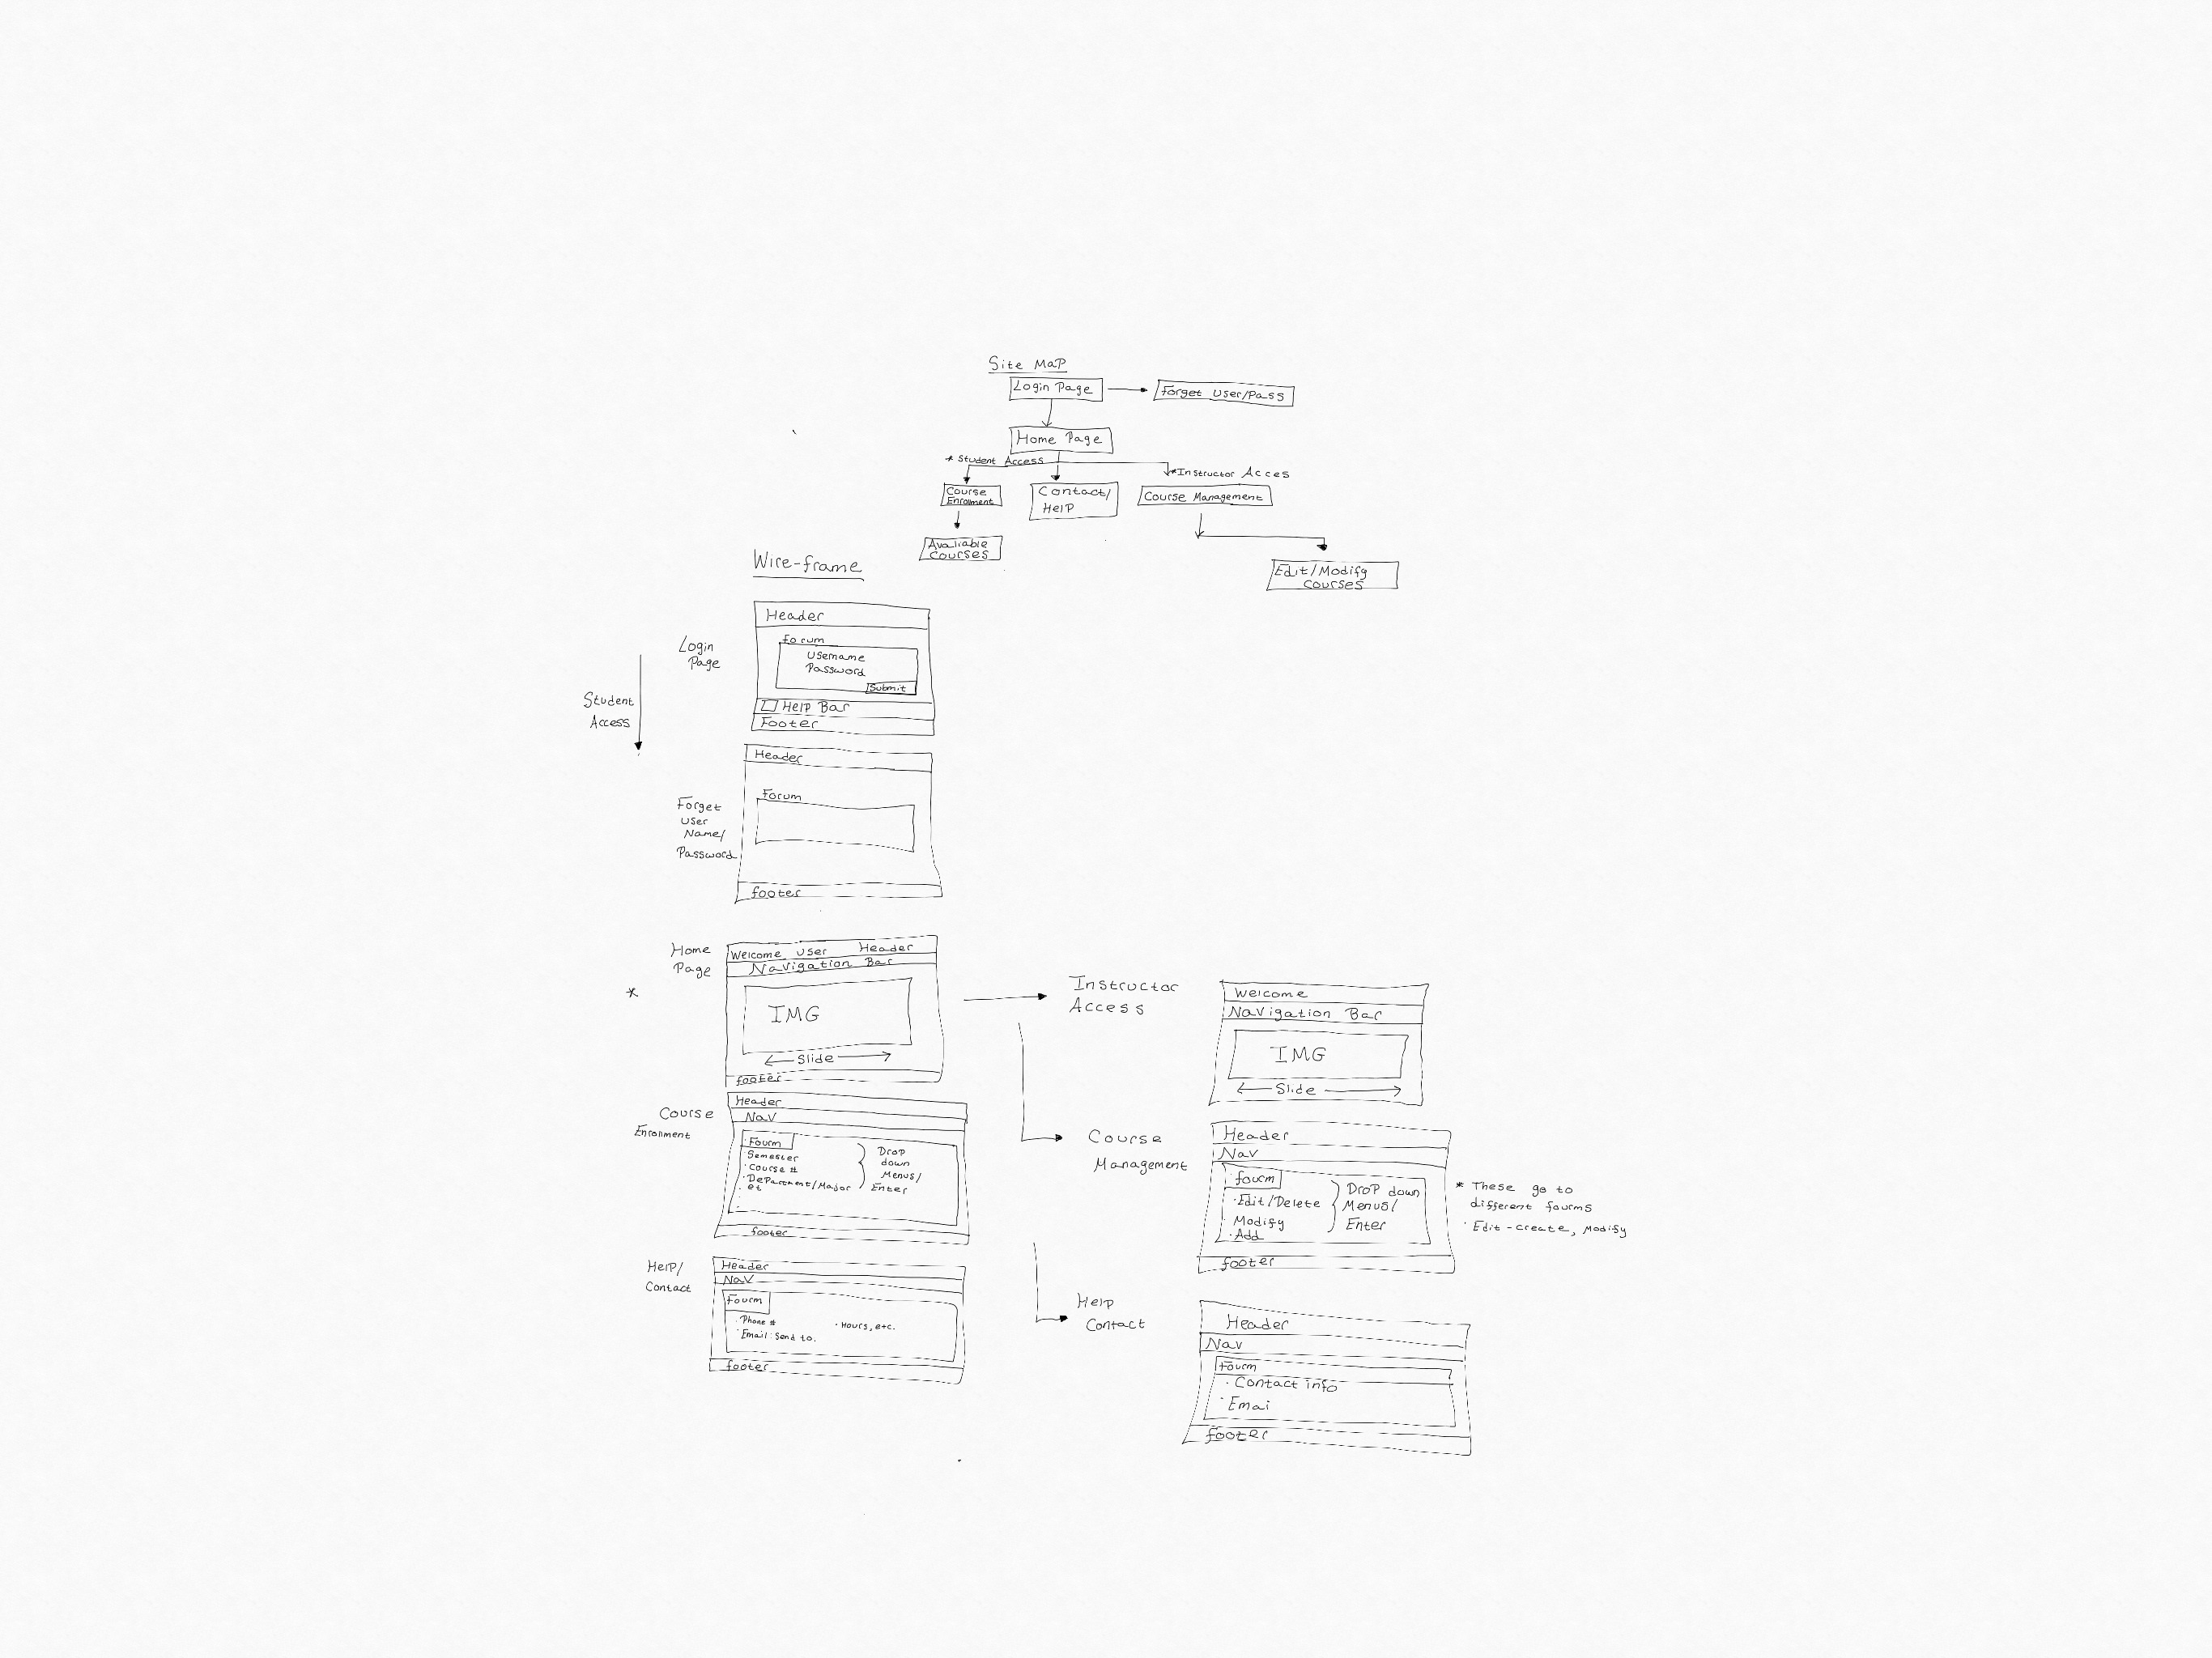 Site MaP
Login Page
Forget User/Pass
Home Page
* Student Access
*Instructor Acces
Course
Enrollment
Contact/
HelP
Course Management
Avaliable
Courses
Edit/Modify
Courses
Wire-frame
Login
Page
Header
forum
Username
Password
Submit
Help Bar
Footer
Student
Access
Header
Forget
User
Name/
Password
Forum
footer
Home
Page
*
Welcome User Header
Navigation Bar
IMG
Slide
footer
Instructor
Access
Welcome
Navigation Bar
IMG
Slide
Course
Enrollment
Header
Nav
Fourm
Semester
· Course #
· Department/Major
· et
Drop
down
Menus/
Enter
footer
Course
Management
Header
Nav
fourm
· Edit/Delete
· Modify
· Add
DroP down
Menus/
Enter
footer
* These go to
different fourms
· Edit - create, Modify
HelP/
Contact
Header
Nav
Fourm
· Phone #
· Email: Send to.
· Hours, etc.
footer
Help
Contact
Header
Nav
Fourm
· Contact info
· Emai
footer